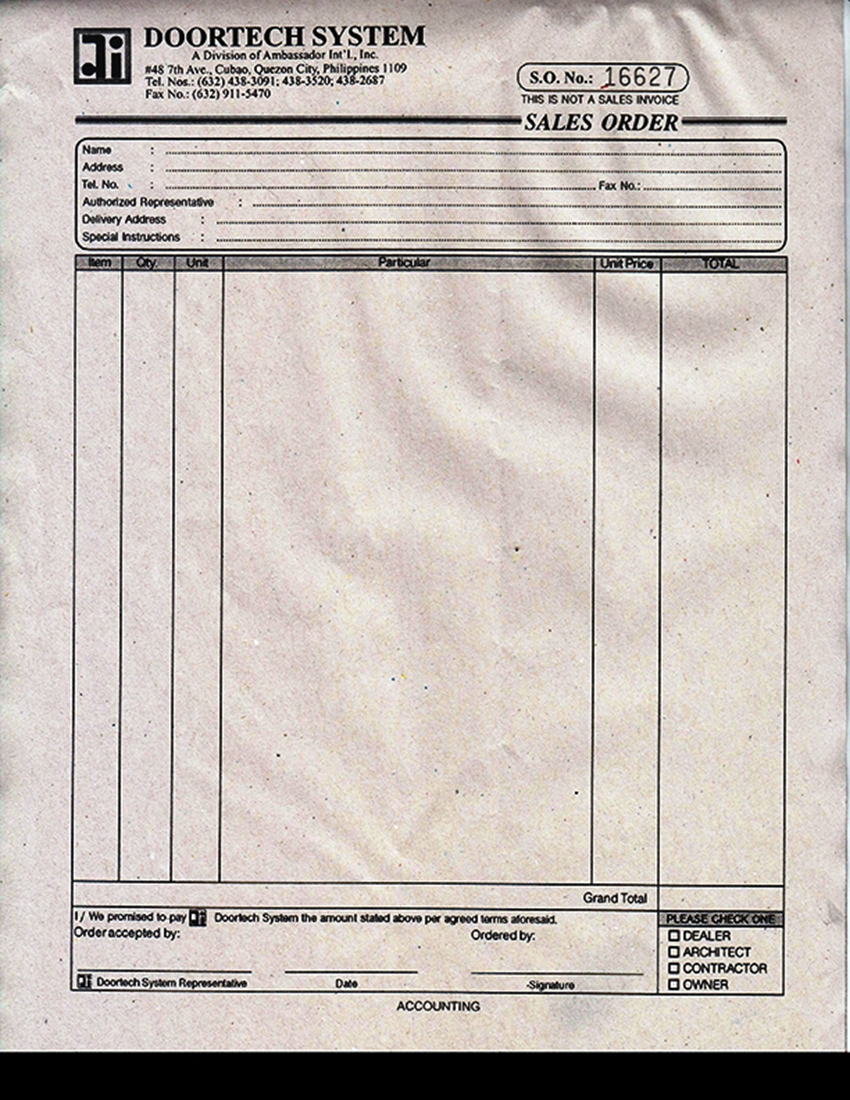 DOORTECH SYSTEM
A Division of Ambassador Int'L, Inc.
#48 7th Ave., Cubao, Quezon City, Philippines 1109
Tel. Nos.: (632) 438-3091; 438-3520; 438-2687
Fax No.: (632) 911-5470
S.O. No.: 16627
THIS IS NOT A SALES INVOICE
SALES ORDER
Name :
Address :
Tel. No. : Fax No.:
Authorized Representative :
Delivery Address :
Special Instructions :
Item Qty. Unit Particular Unit Price TOTAL
Grand Total
I / We promised to pay di Doortech System the amount stated above per agreed terms aforesaid.
PLEASE CHECK ONE
Order accepted by: Ordered by:
DEALER
ARCHITECT
CONTRACTOR
OWNER
di Doortech System Representative Date Signature
ACCOUNTING